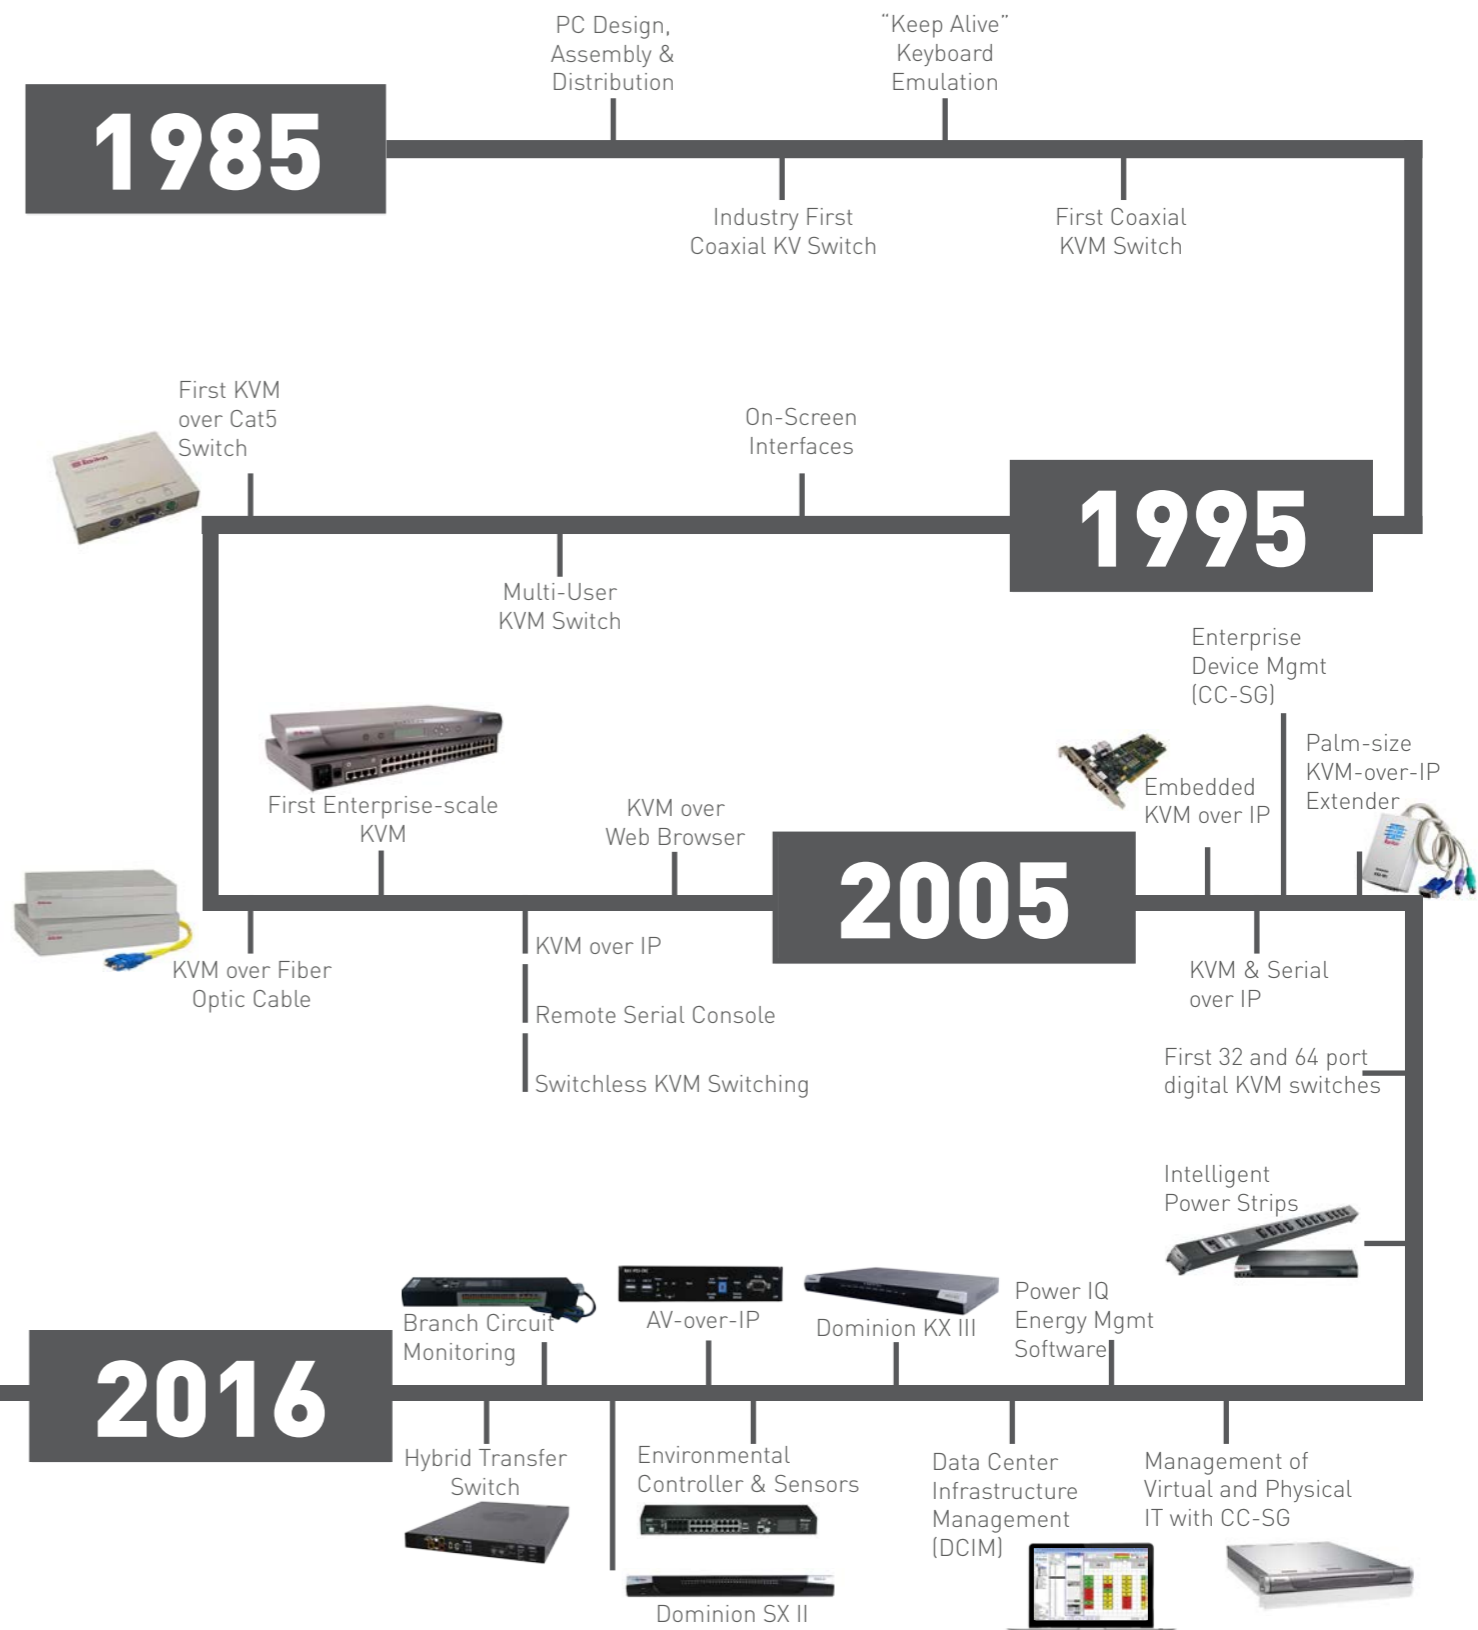 PC Design,
Assembly &
Distribution
“Keep Alive”
Keyboard
Emulation
1985
Industry First
Coaxial KV Switch
First Coaxial
KVM Switch
First KVM
over Cat5
Switch
On-Screen
Interfaces
1995
Multi-User
KVM Switch
Enterprise
Device Mgmt
(CC-SG)
Palm-size
KVM-over-IP
Extender
Embedded
KVM over IP
First Enterprise-scale
KVM
KVM over
Web Browser
2005
KVM over Fiber
Optic Cable
KVM over IP
Remote Serial Console
Switchless KVM Switching
KVM & Serial
over IP
First 32 and 64 port
digital KVM switches
Intelligent
Power Strips
Branch Circuit
Monitoring
AV-over-IP
Dominion KX III
Power IQ
Energy Mgmt
Software
2016
Hybrid Transfer
Switch
Environmental
Controller & Sensors
Dominion SX II
Data Center
Infrastructure
Management
(DCIM)
Management of
Virtual and Physical
IT with CC-SG